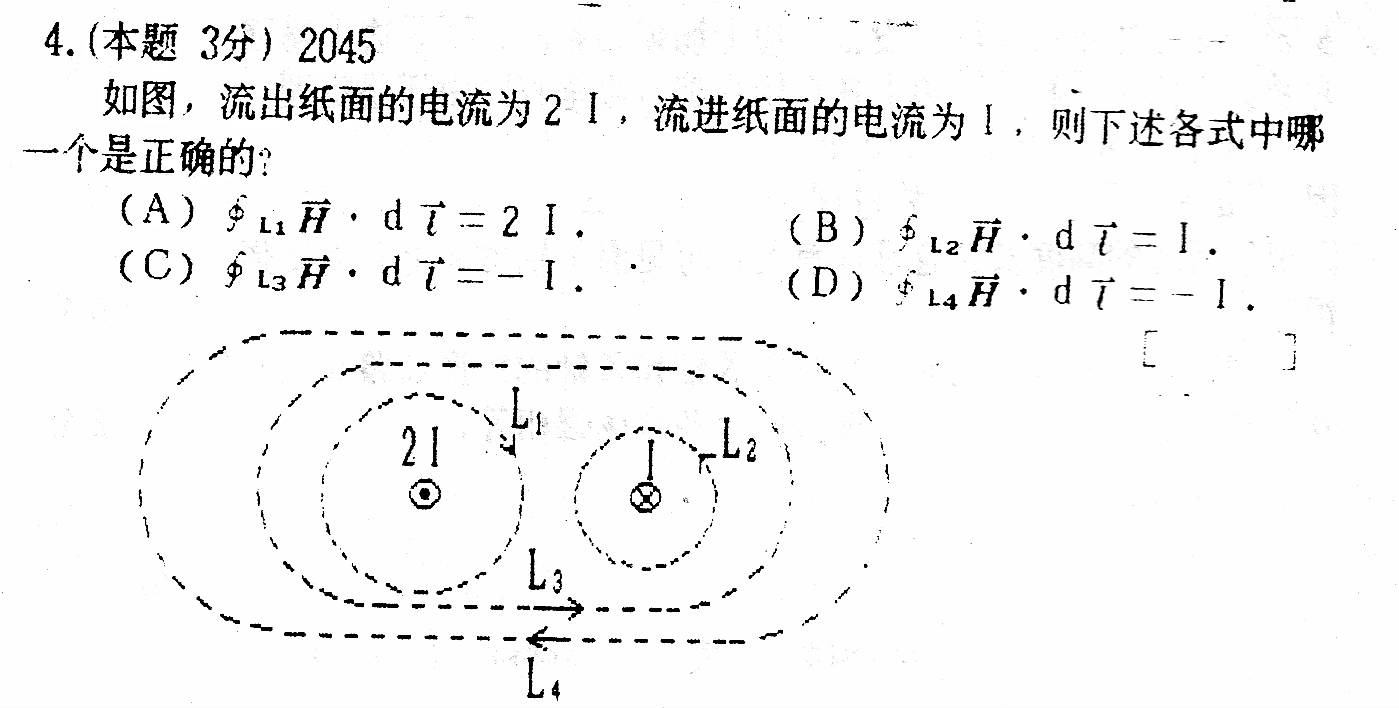 4.(本题 3分) 2045
如图，流出纸面的电流为2 I，流进纸面的电流为I，则下述各式中哪
一个是正确的?
(A) ∮ L₁ H⃗ · d l⃗ = 2 I.
(B) ∮ L₂ H⃗ · d l⃗ = I.
(C) ∮ L₃ H⃗ · d l⃗ = - I.
(D) ∮ L₄ H⃗ · d l⃗ = - I.
[ ]
L₁
2I
I
L₂
L₃
L₄